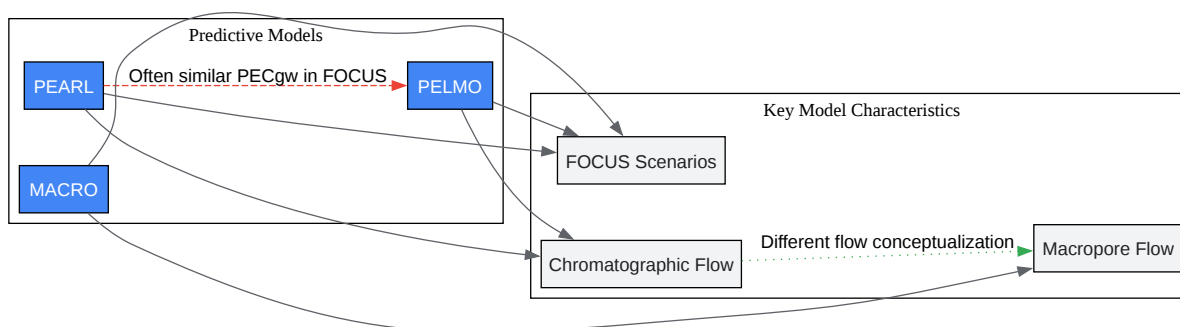 Predictive Models
PEARL
Often similar PECgw in FOCUS
PELMO
MACRO
Key Model Characteristics
FOCUS Scenarios
Chromatographic Flow
Different flow conceptualization
Macropore Flow